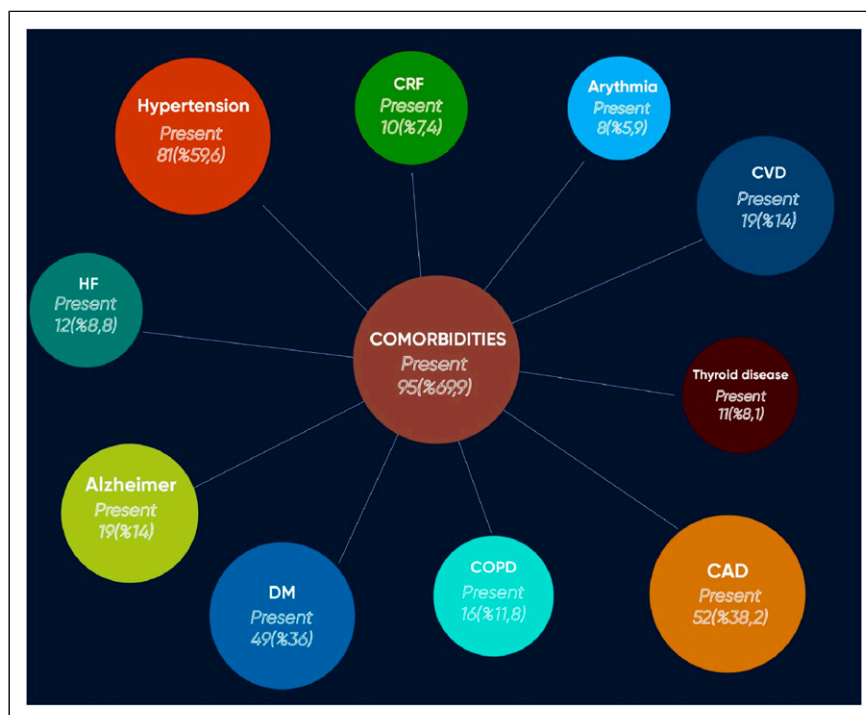 Hypertension
Present
81(%59,6)
CRF
Present
10(%7,4)
Arythmia
Present
8(%5,9)
CVD
Present
19(%14)
HF
Present
12(%8,8)
COMORBIDITIES
Present
95(%69,9)
Thyroid disease
Present
11(%8,1)
Alzheimer
Present
19(%14)
DM
Present
49(%36)
COPD
Present
16(%11,8)
CAD
Present
52(%38,2)